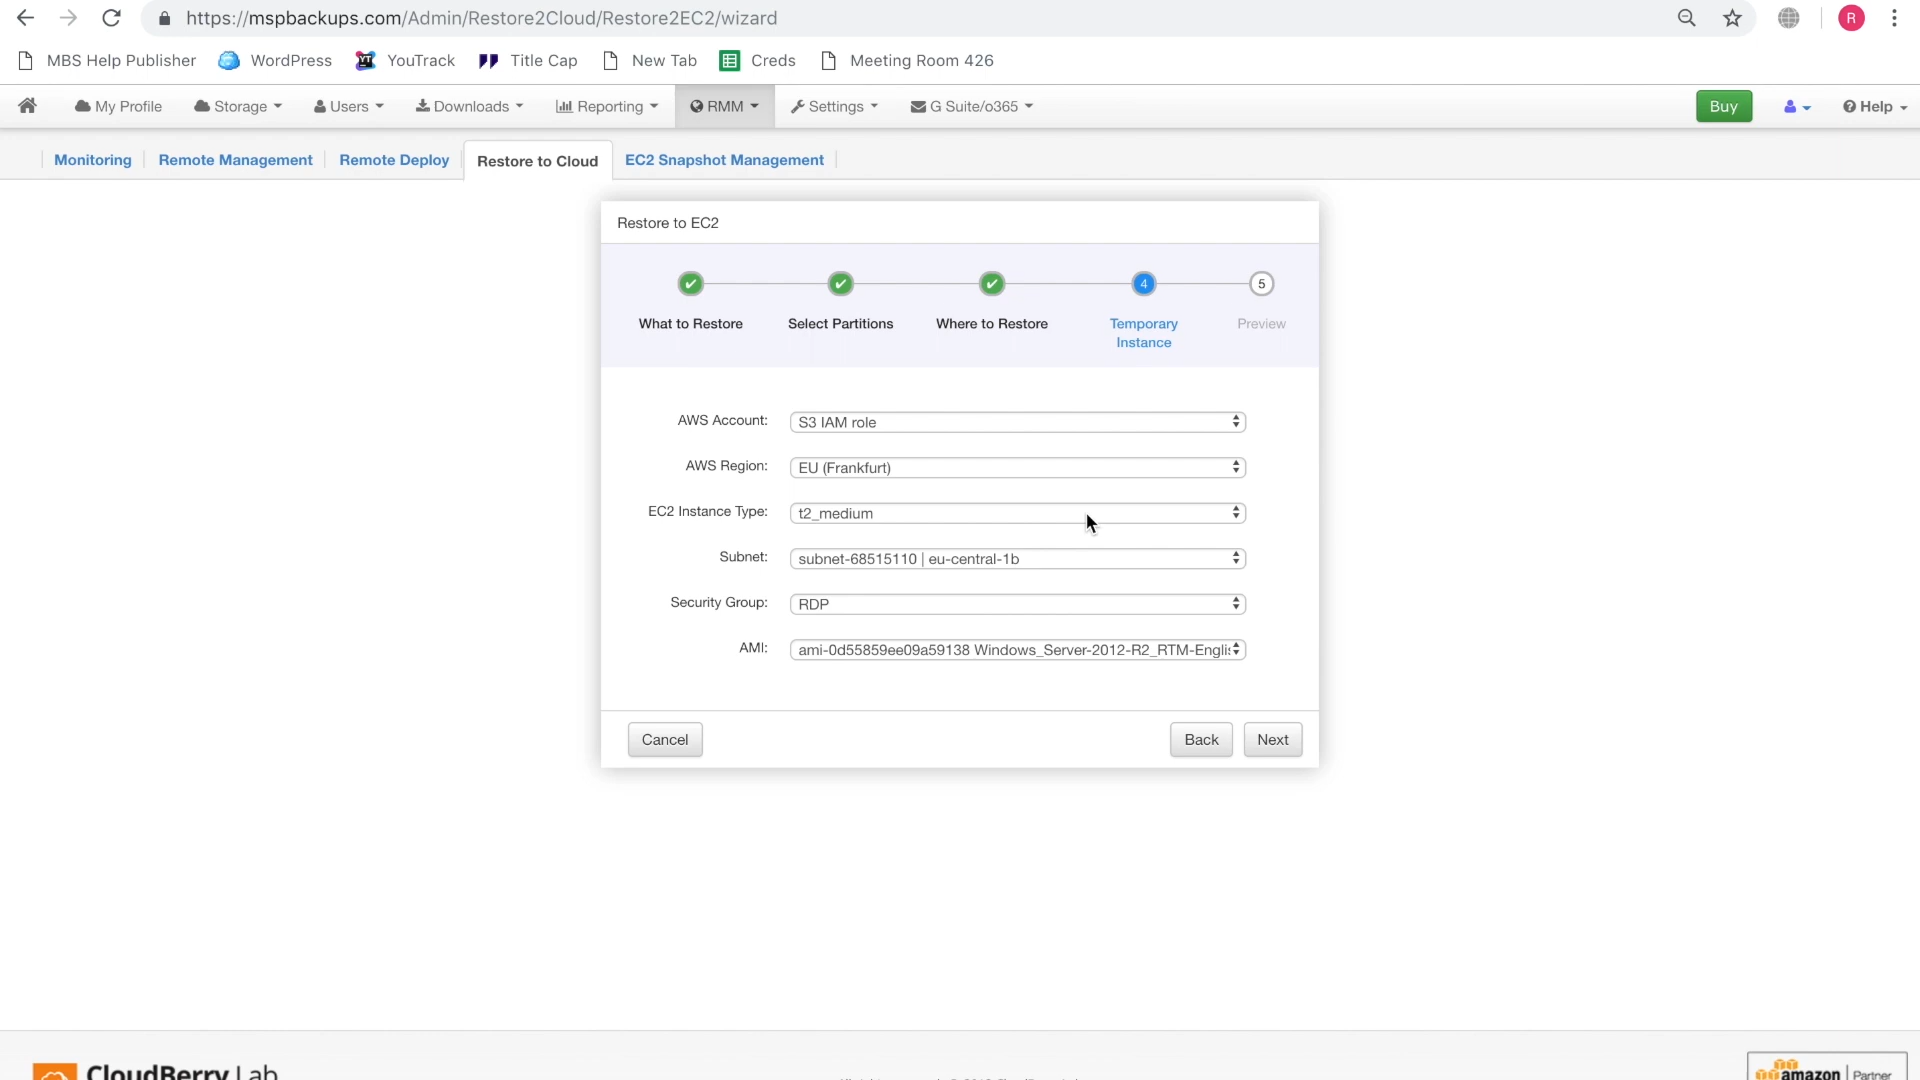 https://mspbackups.com/Admin/Restore2Cloud/Restore2EC2/wizard
R
MBS Help Publisher WordPress YouTrack Title Cap New Tab Creds Meeting Room 426
My Profile Storage Users Downloads Reporting RMM Settings G Suite/o365 Buy Help
Monitoring Remote Management Remote Deploy Restore to Cloud EC2 Snapshot Management
Restore to EC2
4 5
What to Restore Select Partitions Where to Restore Temporary Preview
Instance
AWS Account: S3 IAM role
AWS Region: EU (Frankfurt)
EC2 Instance Type: t2_medium
Subnet: subnet-68515110 | eu-central-1b
Security Group: RDP
AMI: ami-0d55859ee09a59138 Windows_Server-2012-R2_RTM-Englis
Cancel Back Next
CloudBerry Lab
amazon Partner